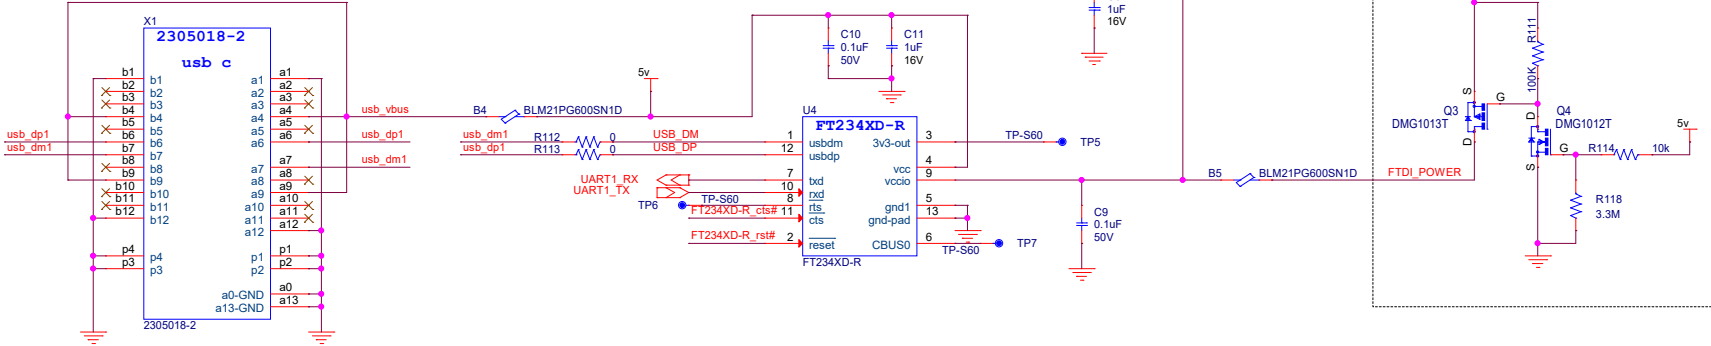 X1
2305018-2
usb c
b1
b2
b3
b4
b5
b6
b7
b8
b9
b10
b11
b12
p4
p3
b1
b2
b3
b4
b5
b6
b7
b8
b9
b10
b11
b12
p4
p3
a1
a2
a3
a4
a5
a6
a7
a8
a9
a10
a11
a12
p1
p2
a0-GND
a13-GND
a1
a2
a3
a4
a5
a6
a7
a8
a9
a10
a11
a12
p1
p2
a0
a13
2305018-2
usb_dp1
usb_dm1
usb_vbus
usb_dp1
usb_dm1
B4
BLM21PG600SN1D
5v
usb_dm1
usb_dp1
R112
R113
0
0
USB_DM
USB_DP
UART1_RX
UART1_TX
TP6
TP-S60
FT234XD-R_cts#
FT234XD-R_rst#
C10
0.1uF
50V
C11
1uF
16V
U4
FT234XD-R
1
12
7
10
8
11
2
usbdm
usbdp
txd
rxd
rts
cts
reset
3v3-out
vcc
vccio
gnd1
gnd-pad
CBUS0
3
4
9
5
13
6
FT234XD-R
TP-S60
TP5
TP-S60
TP7
1uF
16V
C9
0.1uF
50V
B5
BLM21PG600SN1D
FTDI_POWER
R111
100K
S
G
D
Q3
DMG1013T
Q4
DMG1012T
D
G
S
R114
10k
5v
R118
3.3M